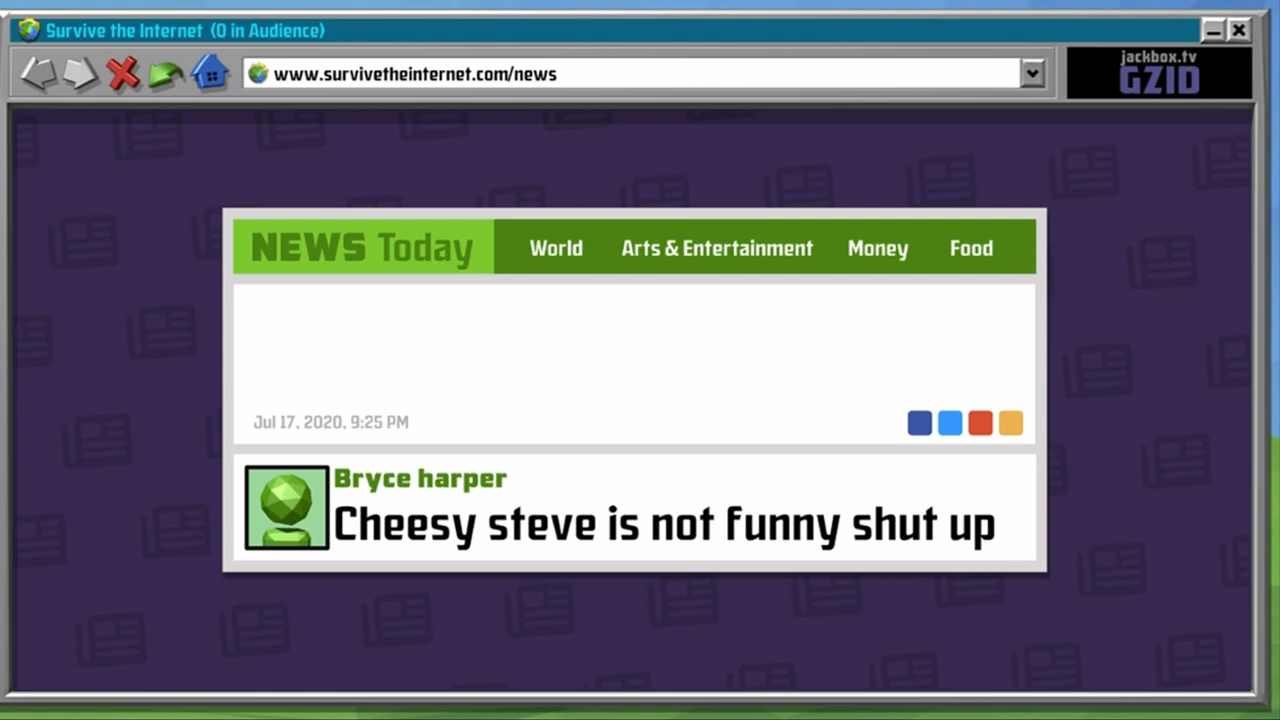 Survive the Internet (0 in Audience)
www.survivetheinternet.com/news
jackbox.tv
GZID
NEWS Today World Arts & Entertainment Money Food
Jul 17, 2020, 9:25 PM
Bryce harper
Cheesy steve is not funny shut up